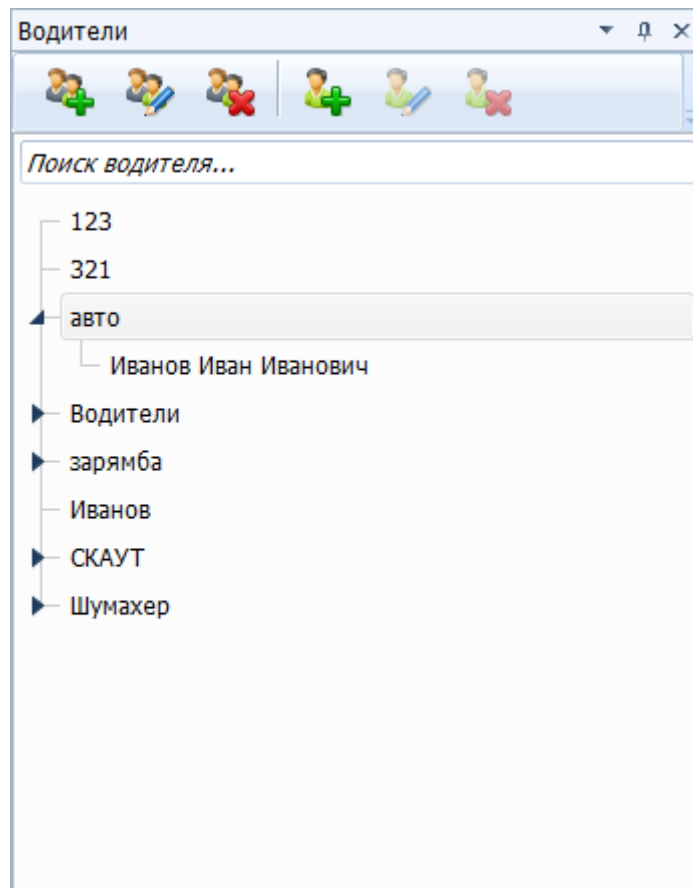 Водители
Поиск водителя...
123
321
авто
Иванов Иван Иванович
Водители
зарямба
Иванов
СКАУТ
Шумахер